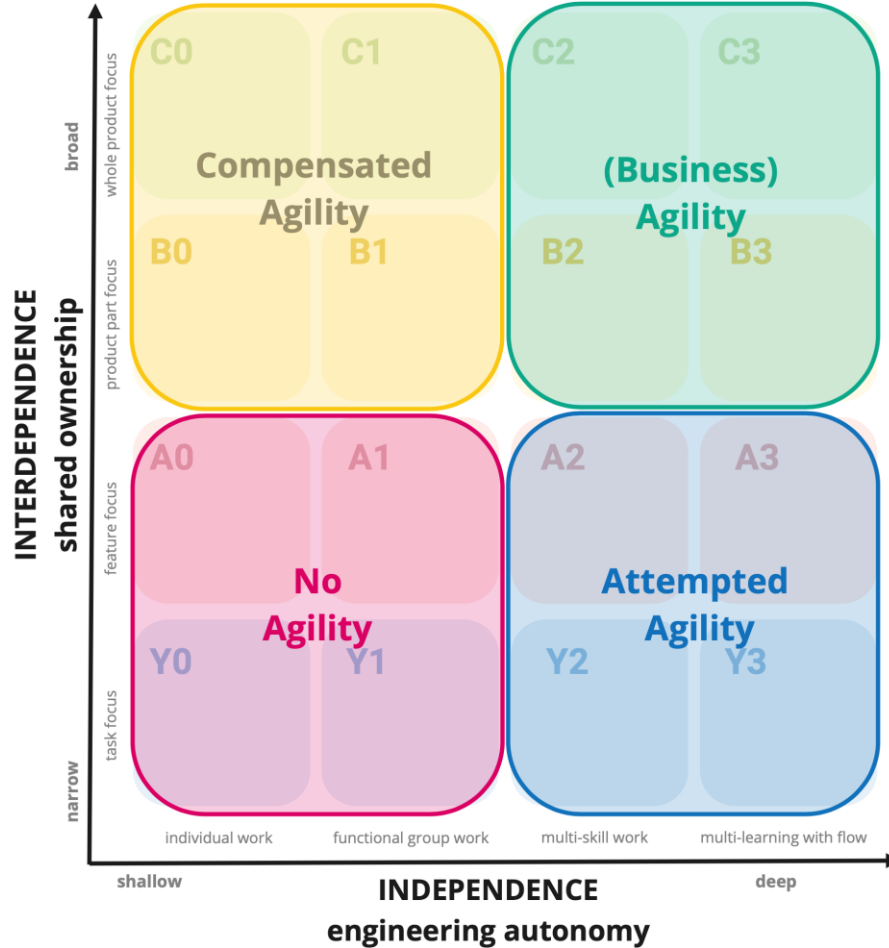 C0
C1
C2
C3
Compensated
Agility
(Business)
Agility
B0
B1
B2
B3
A0
A1
A2
A3
No
Agility
Attempted
Agility
Y0
Y1
Y2
Y3
INTERDEPENDENCE
shared ownership
broad
narrow
whole product focus
product part focus
feature focus
task focus
individual work
functional group work
multi-skill work
multi-learning with flow
shallow
INDEPENDENCE
deep
engineering autonomy